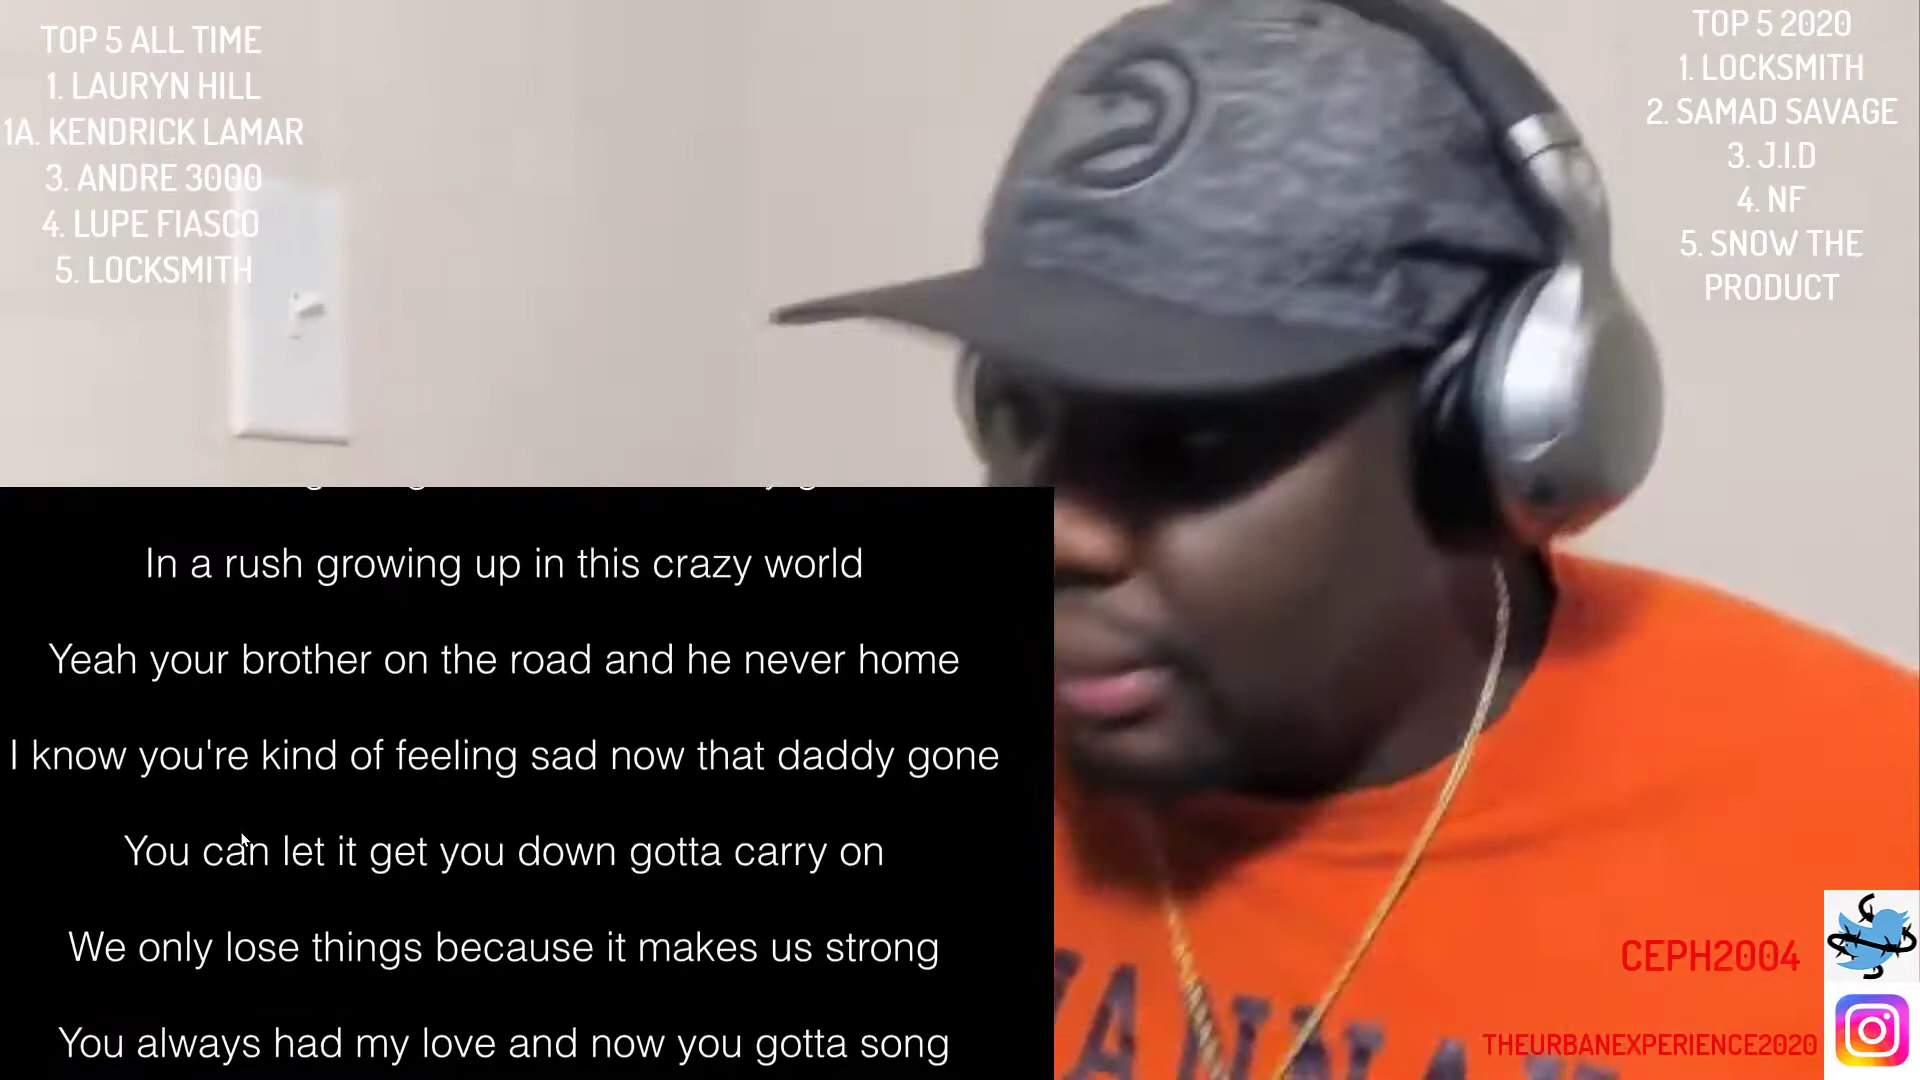 TOP 5 ALL TIME
1. LAURYN HILL
1A. KENDRICK LAMAR
3. ANDRE 3000
4. LUPE FIASCO
5. LOCKSMITH
TOP 5 2020
1. LOCKSMITH
2. SAMAD SAVAGE
3. J.I.D
4. NF
5. SNOW THE
PRODUCT
In a rush growing up in this crazy world
Yeah your brother on the road and he never home
I know you're kind of feeling sad now that daddy gone
You can let it get you down gotta carry on
We only lose things because it makes us strong
You always had my love and now you gotta song
CEPH2004
THEURBANEXPERIENCE2020